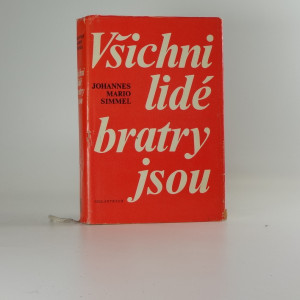 Všichni
lidé
bratry
jsou
JOHANNES
MARIO
SIMMEL